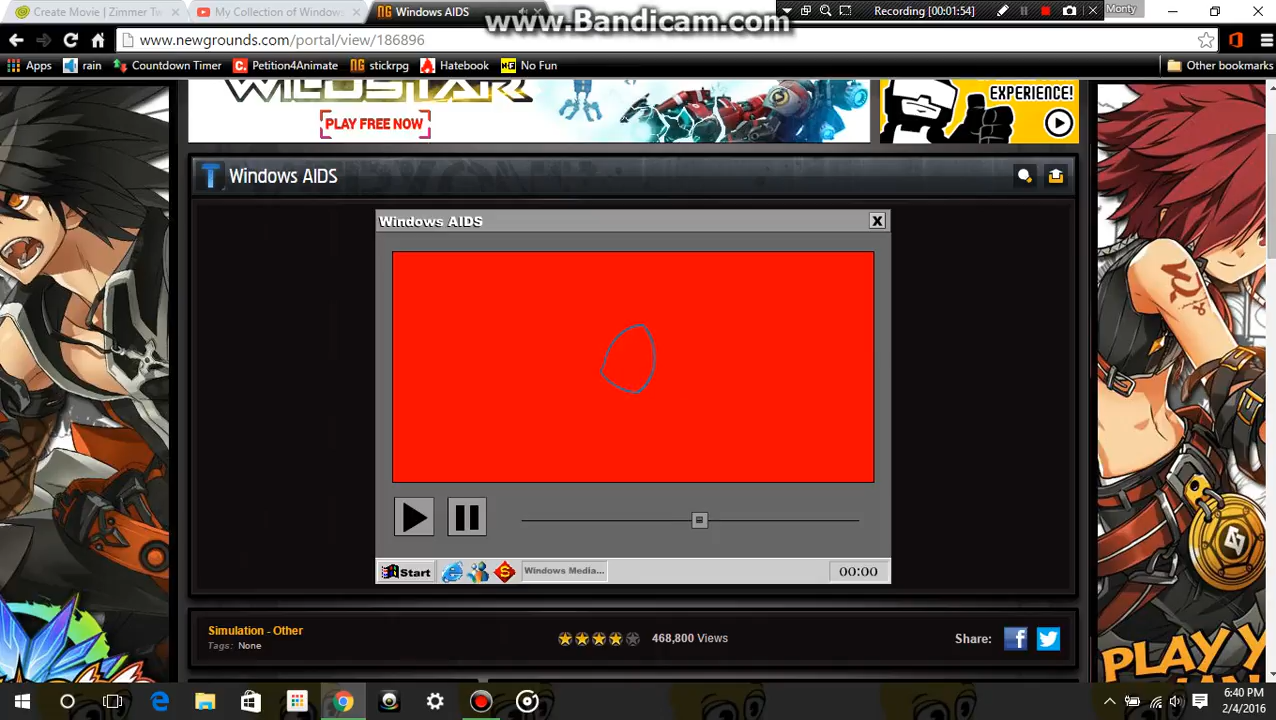 Create Movie | Zimmer Tw
My Collection of Windows
Windows AIDS
www.Bandicam.com
Recording [00:01:54]
Monty
www.newgrounds.com/portal/view/186896
Apps
rain
Countdown Timer
Petition4Animate
stickrpg
Hatebook
No Fun
Other bookmarks
WILDSTAR
PLAY FREE NOW
EXPERIENCE!
Windows AIDS
Windows AIDS
X
Start
Windows Media...
00:00
Simulation - Other
Tags: None
468,800 Views
Share:
PLAY Y
6:40 PM
2/4/2016